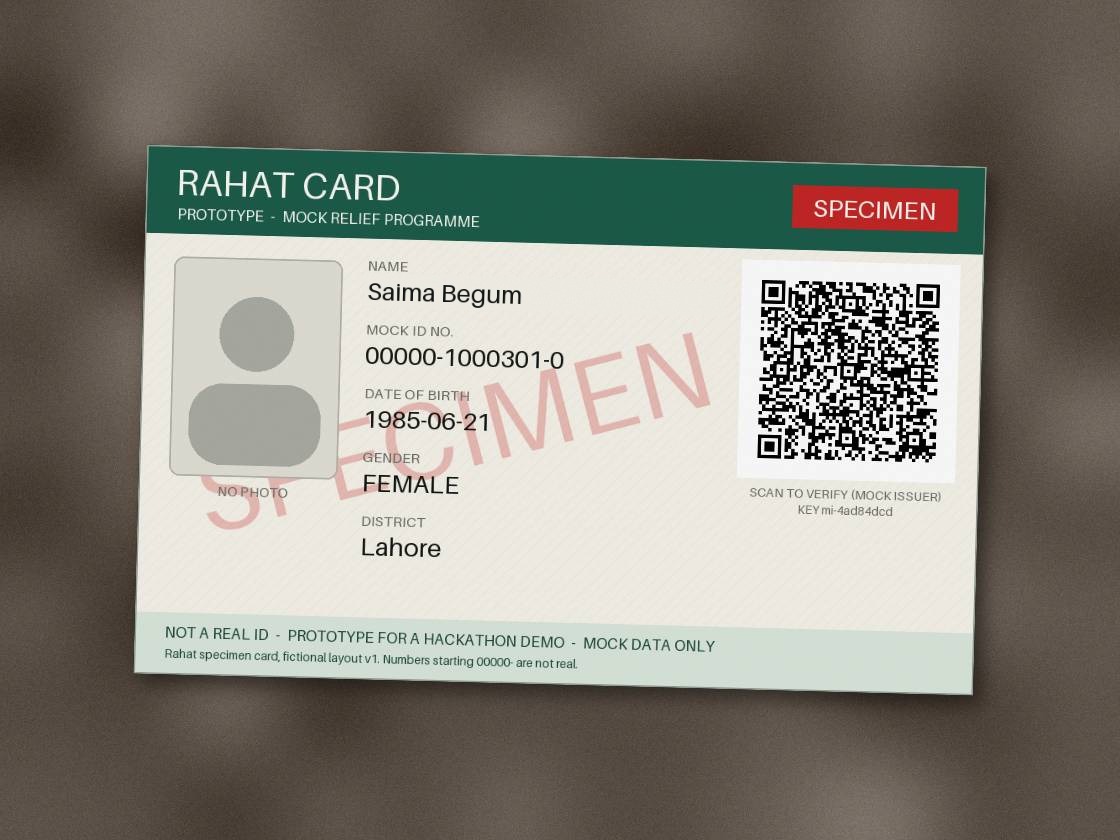 RAHAT CARD
PROTOTYPE - MOCK RELIEF PROGRAMME
SPECIMEN
NAME
Saima Begum
MOCK ID NO.
00000-1000301-0
DATE OF BIRTH
1985-06-21
GENDER
FEMALE
DISTRICT
Lahore
NO PHOTO
SPECIMEN
SCAN TO VERIFY (MOCK ISSUER)
KEY mi-4ad84dcd
NOT A REAL ID - PROTOTYPE FOR A HACKATHON DEMO - MOCK DATA ONLY
Rahat specimen card, fictional layout v1. Numbers starting 00000- are not real.